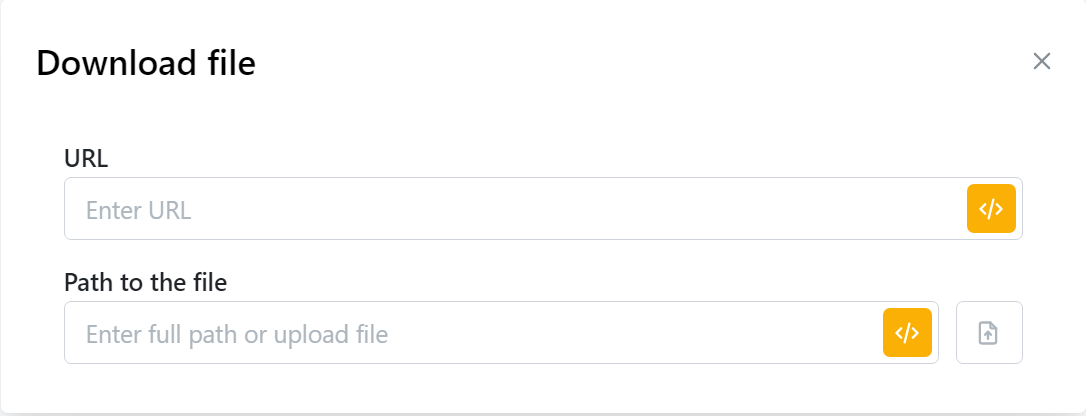 Download file
URL
Enter URL
</>
Path to the file
Enter full path or upload file
</>